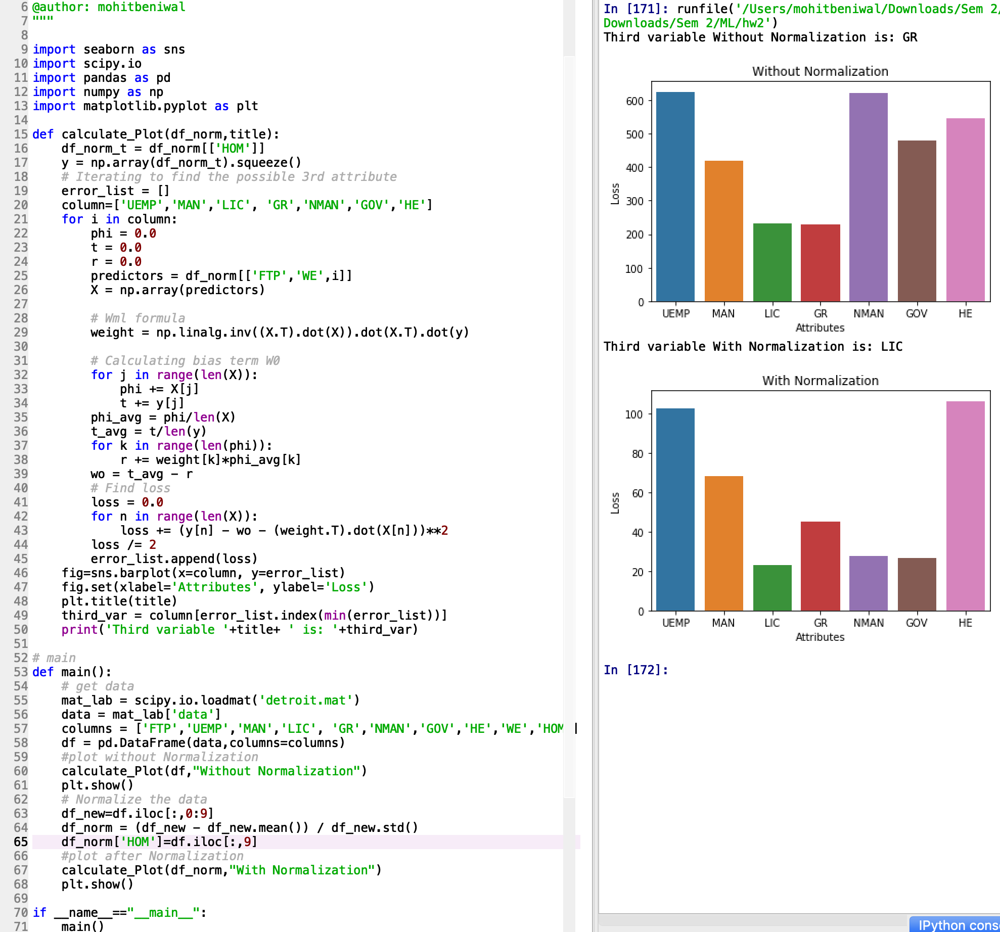 6 @author: mohitbeniwal
7 """
8
9 import seaborn as sns
10 import scipy.io
11 import pandas as pd
12 import numpy as np
13 import matplotlib.pyplot as plt
14
15 def calculate_Plot(df_norm,title):
16     df_norm_t = df_norm[['HOM']]
17     y = np.array(df_norm_t).squeeze()
18     # Iterating to find the possible 3rd attribute
19     error_list = []
20     column=['UEMP','MAN','LIC', 'GR','NMAN','GOV','HE']
21     for i in column:
22         phi = 0.0
23         t = 0.0
24         r = 0.0
25         predictors = df_norm[['FTP','WE',i]]
26         X = np.array(predictors)
27
28         # Wml formula
29         weight = np.linalg.inv((X.T).dot(X)).dot(X.T).dot(y)
30
31         # Calculating bias term W0
32         for j in range(len(X)):
33             phi += X[j]
34             t += y[j]
35         phi_avg = phi/len(X)
36         t_avg = t/len(y)
37         for k in range(len(phi)):
38             r += weight[k]*phi_avg[k]
39         wo = t_avg - r
40         # Find loss
41         loss = 0.0
42         for n in range(len(X)):
43             loss += (y[n] - wo - (weight.T).dot(X[n]))**2
44         loss /= 2
45         error_list.append(loss)
46     fig=sns.barplot(x=column, y=error_list)
47     fig.set(xlabel='Attributes', ylabel='Loss')
48     plt.title(title)
49     third_var = column[error_list.index(min(error_list))]
50     print('Third variable '+title+ ' is: '+third_var)
51
52 # main
53 def main():
54     # get data
55     mat_lab = scipy.io.loadmat('detroit.mat')
56     data = mat_lab['data']
57     columns = ['FTP','UEMP','MAN','LIC', 'GR','NMAN','GOV','HE','WE','HOM ]
58     df = pd.DataFrame(data,columns=columns)
59     #plot without Normalization
60     calculate_Plot(df,"Without Normalization")
61     plt.show()
62     # Normalize the data
63     df_new=df.iloc[:,0:9]
64     df_norm = (df_new - df_new.mean()) / df_new.std()
65     df_norm['HOM']=df.iloc[:,9]
66     #plot after Normalization
67     calculate_Plot(df_norm,"With Normalization")
68     plt.show()
69
70 if __name__=="__main__":
71     main()
In [171]: runfile('/Users/mohitbeniwal/Downloads/Sem 2/
Downloads/Sem 2/ML/hw2')
Third variable Without Normalization is: GR
Without Normalization
600
500
400
300
200
100
0
Loss
UEMP MAN LIC GR NMAN GOV HE
Attributes
Third variable With Normalization is: LIC
With Normalization
100
80
60
40
20
0
Loss
UEMP MAN LIC GR NMAN GOV HE
Attributes
In [172]:
IPython cons